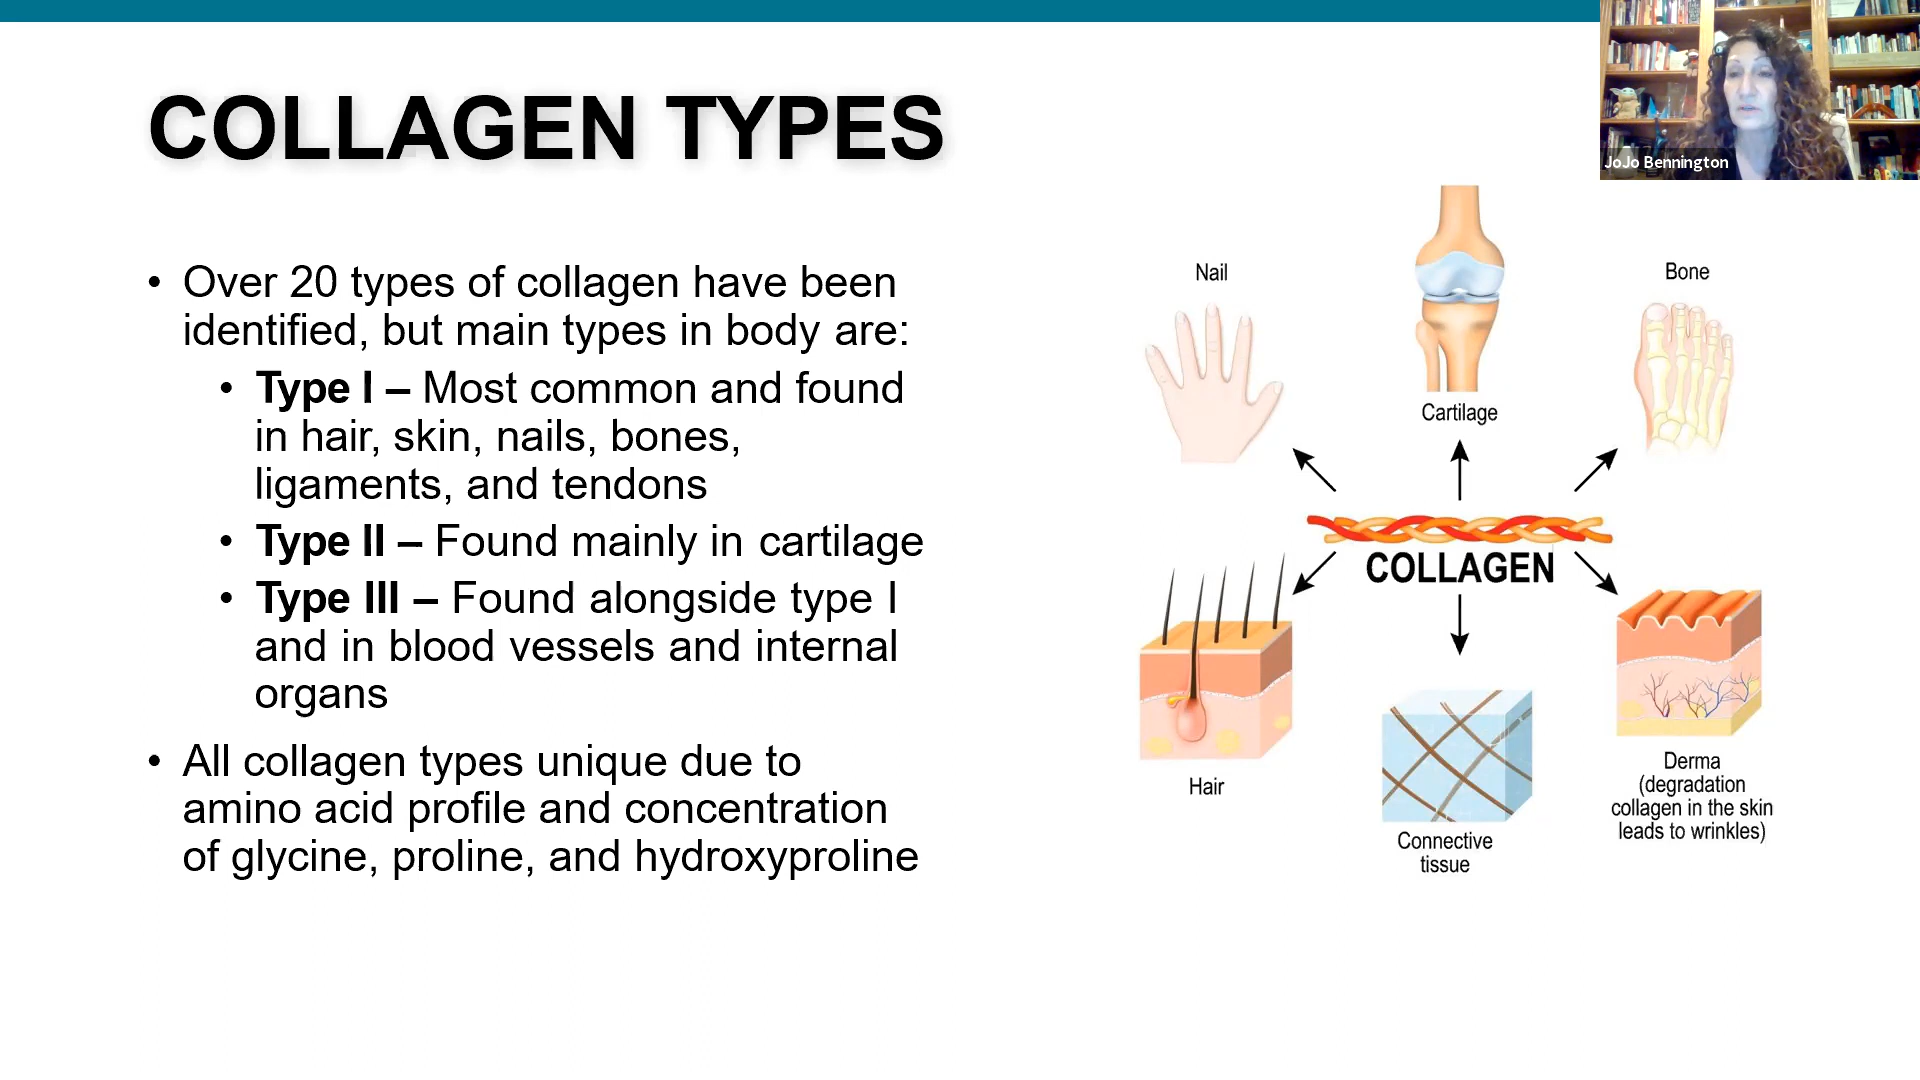 COLLAGEN TYPES
JoJo Bennington
• Over 20 types of collagen have been
identified, but main types in body are:
• Type I – Most common and found
in hair, skin, nails, bones,
ligaments, and tendons
• Type II – Found mainly in cartilage
• Type III – Found alongside type I
and in blood vessels and internal
organs
• All collagen types unique due to
amino acid profile and concentration
of glycine, proline, and hydroxyproline
Nail
Cartilage
Bone
COLLAGEN
Hair
Connective
tissue
Derma
(degradation
collagen in the skin
leads to wrinkles)